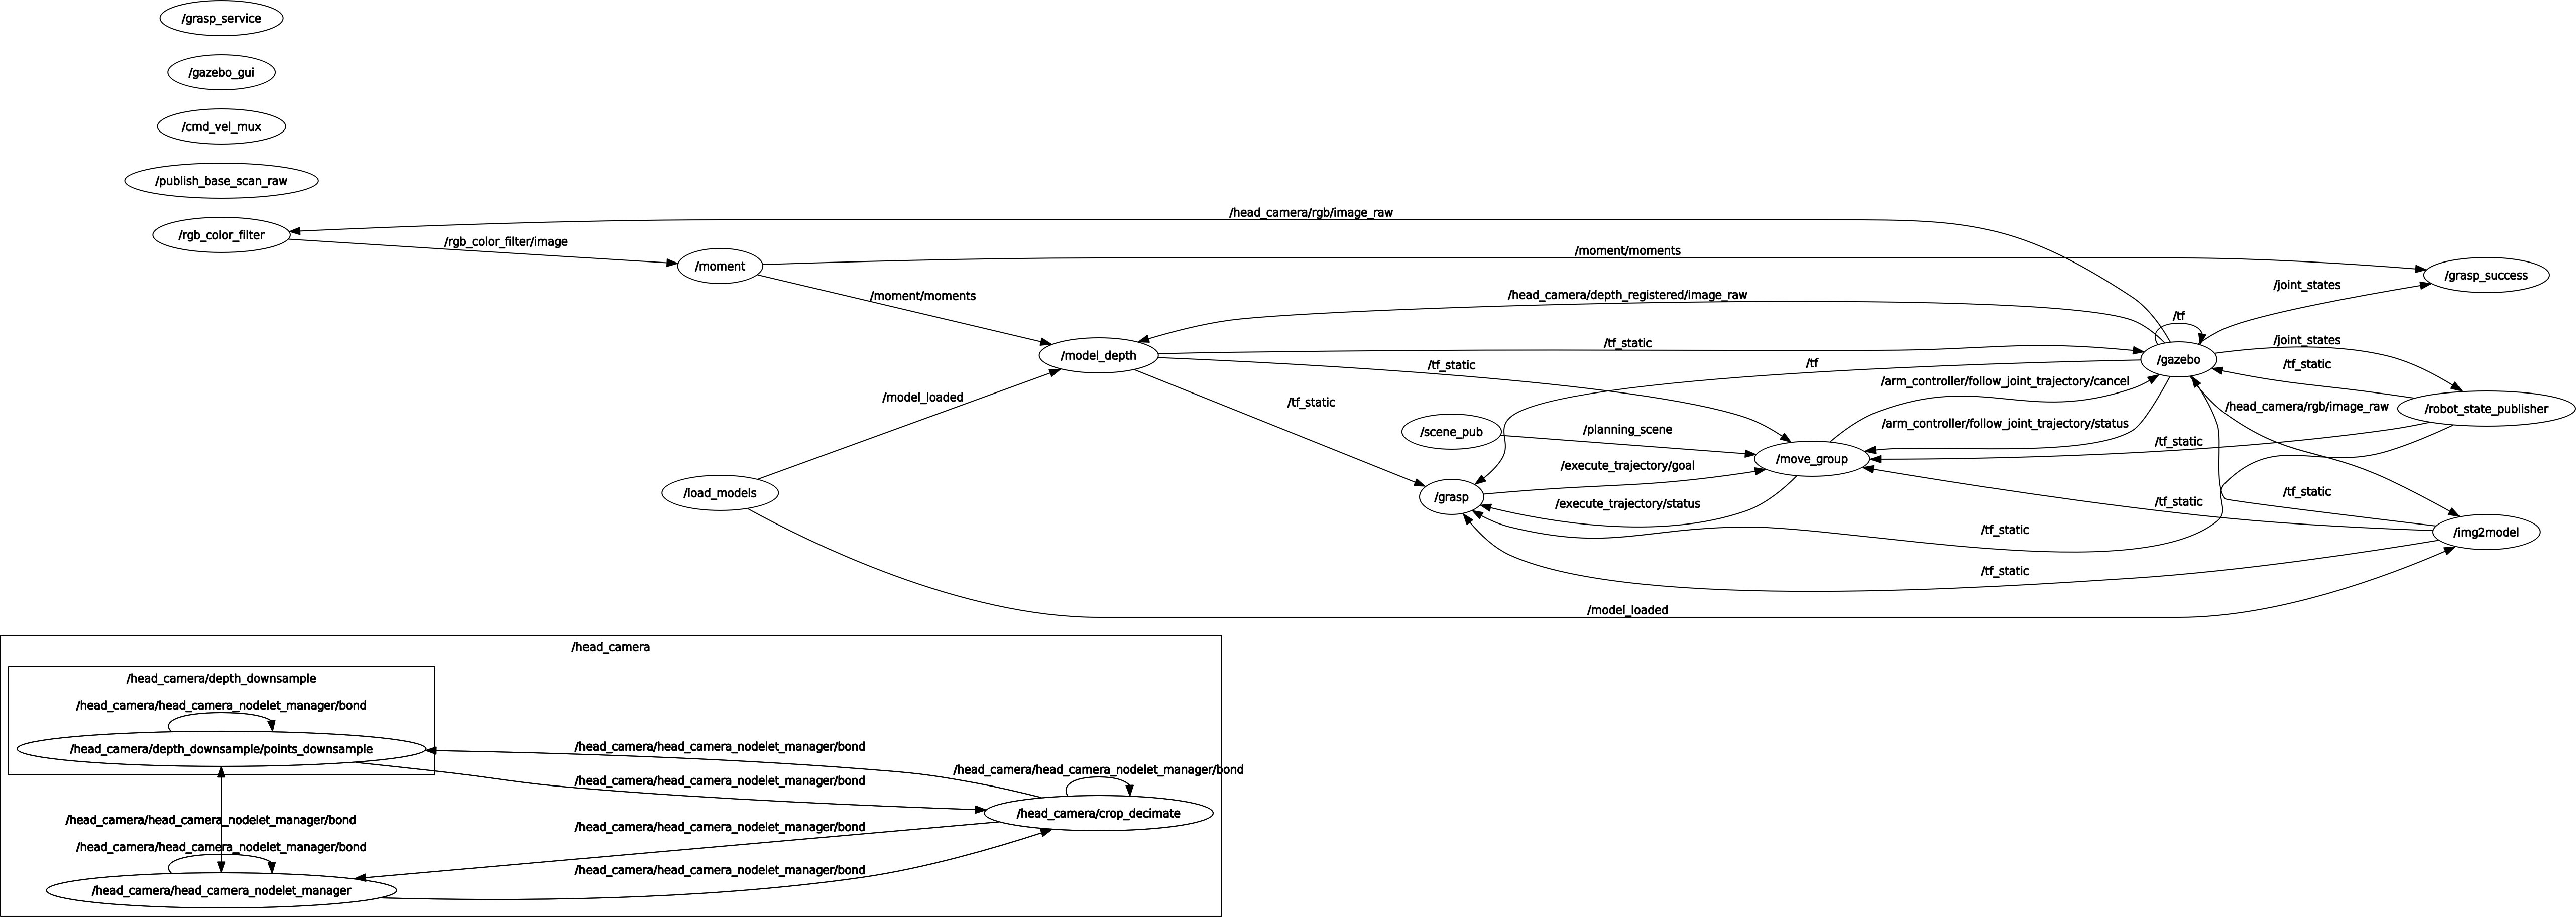 /grasp_service
/gazebo_gui
/cmd_vel_mux
/publish_base_scan_raw
/head_camera/rgb/image_raw
/rgb_color_filter
/rgb_color_filter/image
/moment
/moment/moments
/grasp_success
/joint_states
/moment/moments
/head_camera/depth_registered/image_raw
/tf
/model_depth
/tf_static
/gazebo
/joint_states
/tf_static
/tf
/tf_static
/arm_controller/follow_joint_trajectory/cancel
/model_loaded
/tf_static
/head_camera/rgb/image_raw
/robot_state_publisher
/scene_pub
/planning_scene
/arm_controller/follow_joint_trajectory/status
/tf_static
/move_group
/execute_trajectory/goal
/load_models
/grasp
/tf_static
/execute_trajectory/status
/tf_static
/tf_static
/img2model
/tf_static
/model_loaded
/head_camera
/head_camera/depth_downsample
/head_camera/head_camera_nodelet_manager/bond
/head_camera/depth_downsample/points_downsample
/head_camera/head_camera_nodelet_manager/bond
/head_camera/head_camera_nodelet_manager/bond
/head_camera/head_camera_nodelet_manager/bond
/head_camera/crop_decimate
/head_camera/head_camera_nodelet_manager/bond
/head_camera/head_camera_nodelet_manager/bond
/head_camera/head_camera_nodelet_manager/bond
/head_camera/head_camera_nodelet_manager/bond
/head_camera/head_camera_nodelet_manager